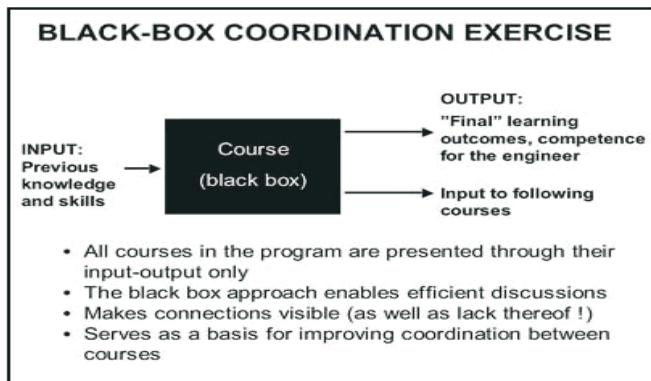 BLACK-BOX COORDINATION EXERCISE
INPUT:
Previous
knowledge
and skills
Course
(black box)
OUTPUT:
"Final" learning
outcomes, competence
for the engineer
Input to following
courses
• All courses in the program are presented through their
input-output only
• The black box approach enables efficient discussions
• Makes connections visible (as well as lack thereof !)
• Serves as a basis for improving coordination between
courses